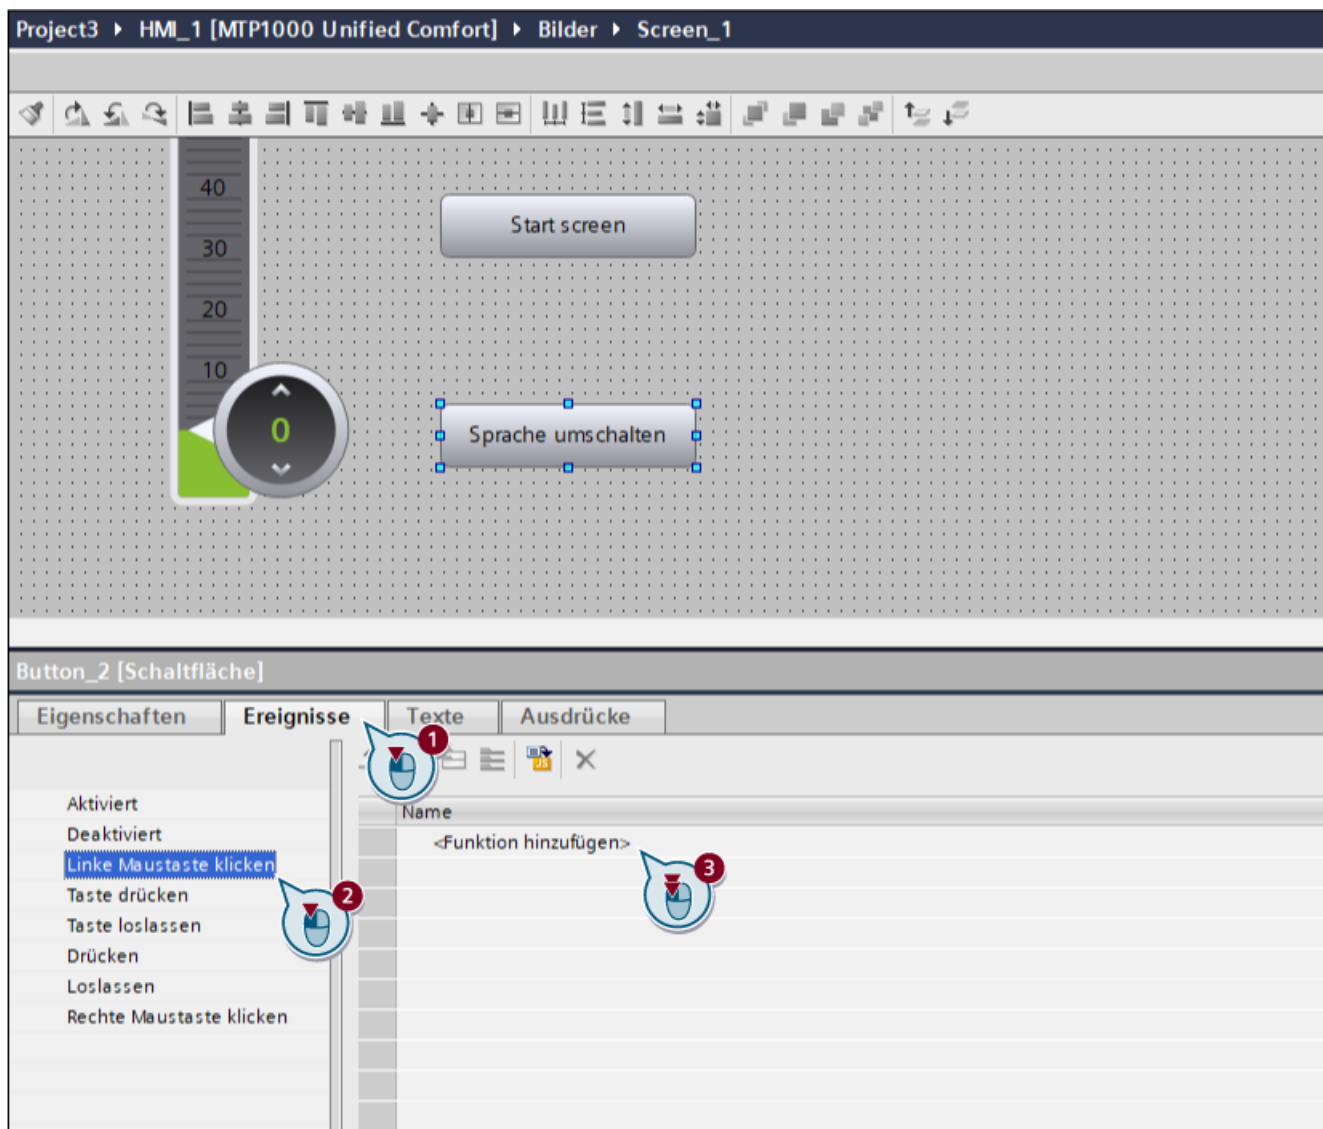 Project3 ▸ HMI_1 [MTP1000 Unified Comfort] ▸ Bilder ▸ Screen_1
40
30
20
10
0
Start screen
Sprache umschalten
Button_2 [Schaltfläche]
Eigenschaften Ereignisse Texte Ausdrücke
1
JS
Aktiviert
Deaktiviert
Linke Maustaste klicken
Taste drücken
Taste loslassen
Drücken
Loslassen
Rechte Maustaste klicken
2
Name
<Funktion hinzufügen>
3